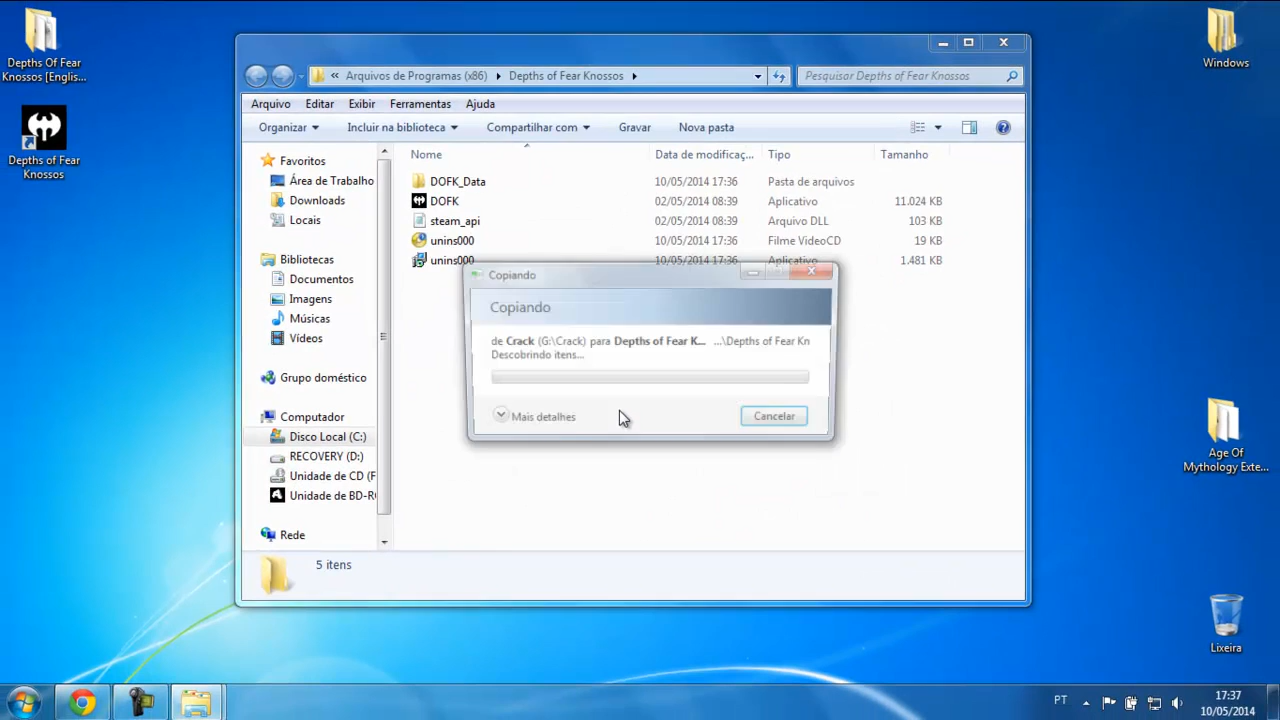 Depths Of Fear
Knossos [Englis...
Depths of Fear
Knossos
Windows
Age Of
Mythology Exte...
Lixeira
« Arquivos de Programas (x86) ▸ Depths of Fear Knossos ▸
Pesquisar Depths of Fear Knossos
Arquivo Editar Exibir Ferramentas Ajuda
Organizar Incluir na biblioteca Compartilhar com Gravar Nova pasta
Favoritos
Área de Trabalho
Downloads
Locais
Bibliotecas
Documentos
Imagens
Músicas
Vídeos
Grupo doméstico
Computador
Disco Local (C:)
RECOVERY (D:)
Unidade de CD (F
Unidade de BD-R
Rede
Nome Data de modificaç... Tipo Tamanho
DOFK_Data 10/05/2014 17:36 Pasta de arquivos
DOFK 02/05/2014 08:39 Aplicativo 11.024 KB
steam_api 02/05/2014 08:39 Arquivo DLL 103 KB
unins000 10/05/2014 17:36 Filme VideoCD 19 KB
unins000 10/05/2014 17:36 Aplicativo 1.481 KB
Copiando
Copiando
de Crack (G:\Crack) para Depths of Fear K... ...\Depths of Fear Kn
Descobrindo itens...
Mais detalhes
Cancelar
5 itens
PT
17:37
10/05/2014